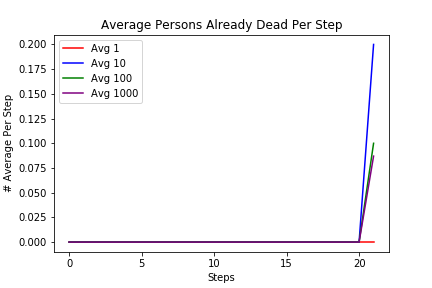 Average Persons Already Dead Per Step
# Average Per Step
0.200
0.175
0.150
0.125
0.100
0.075
0.050
0.025
0.000
Avg 1
Avg 10
Avg 100
Avg 1000
0 5 10 15 20
Steps